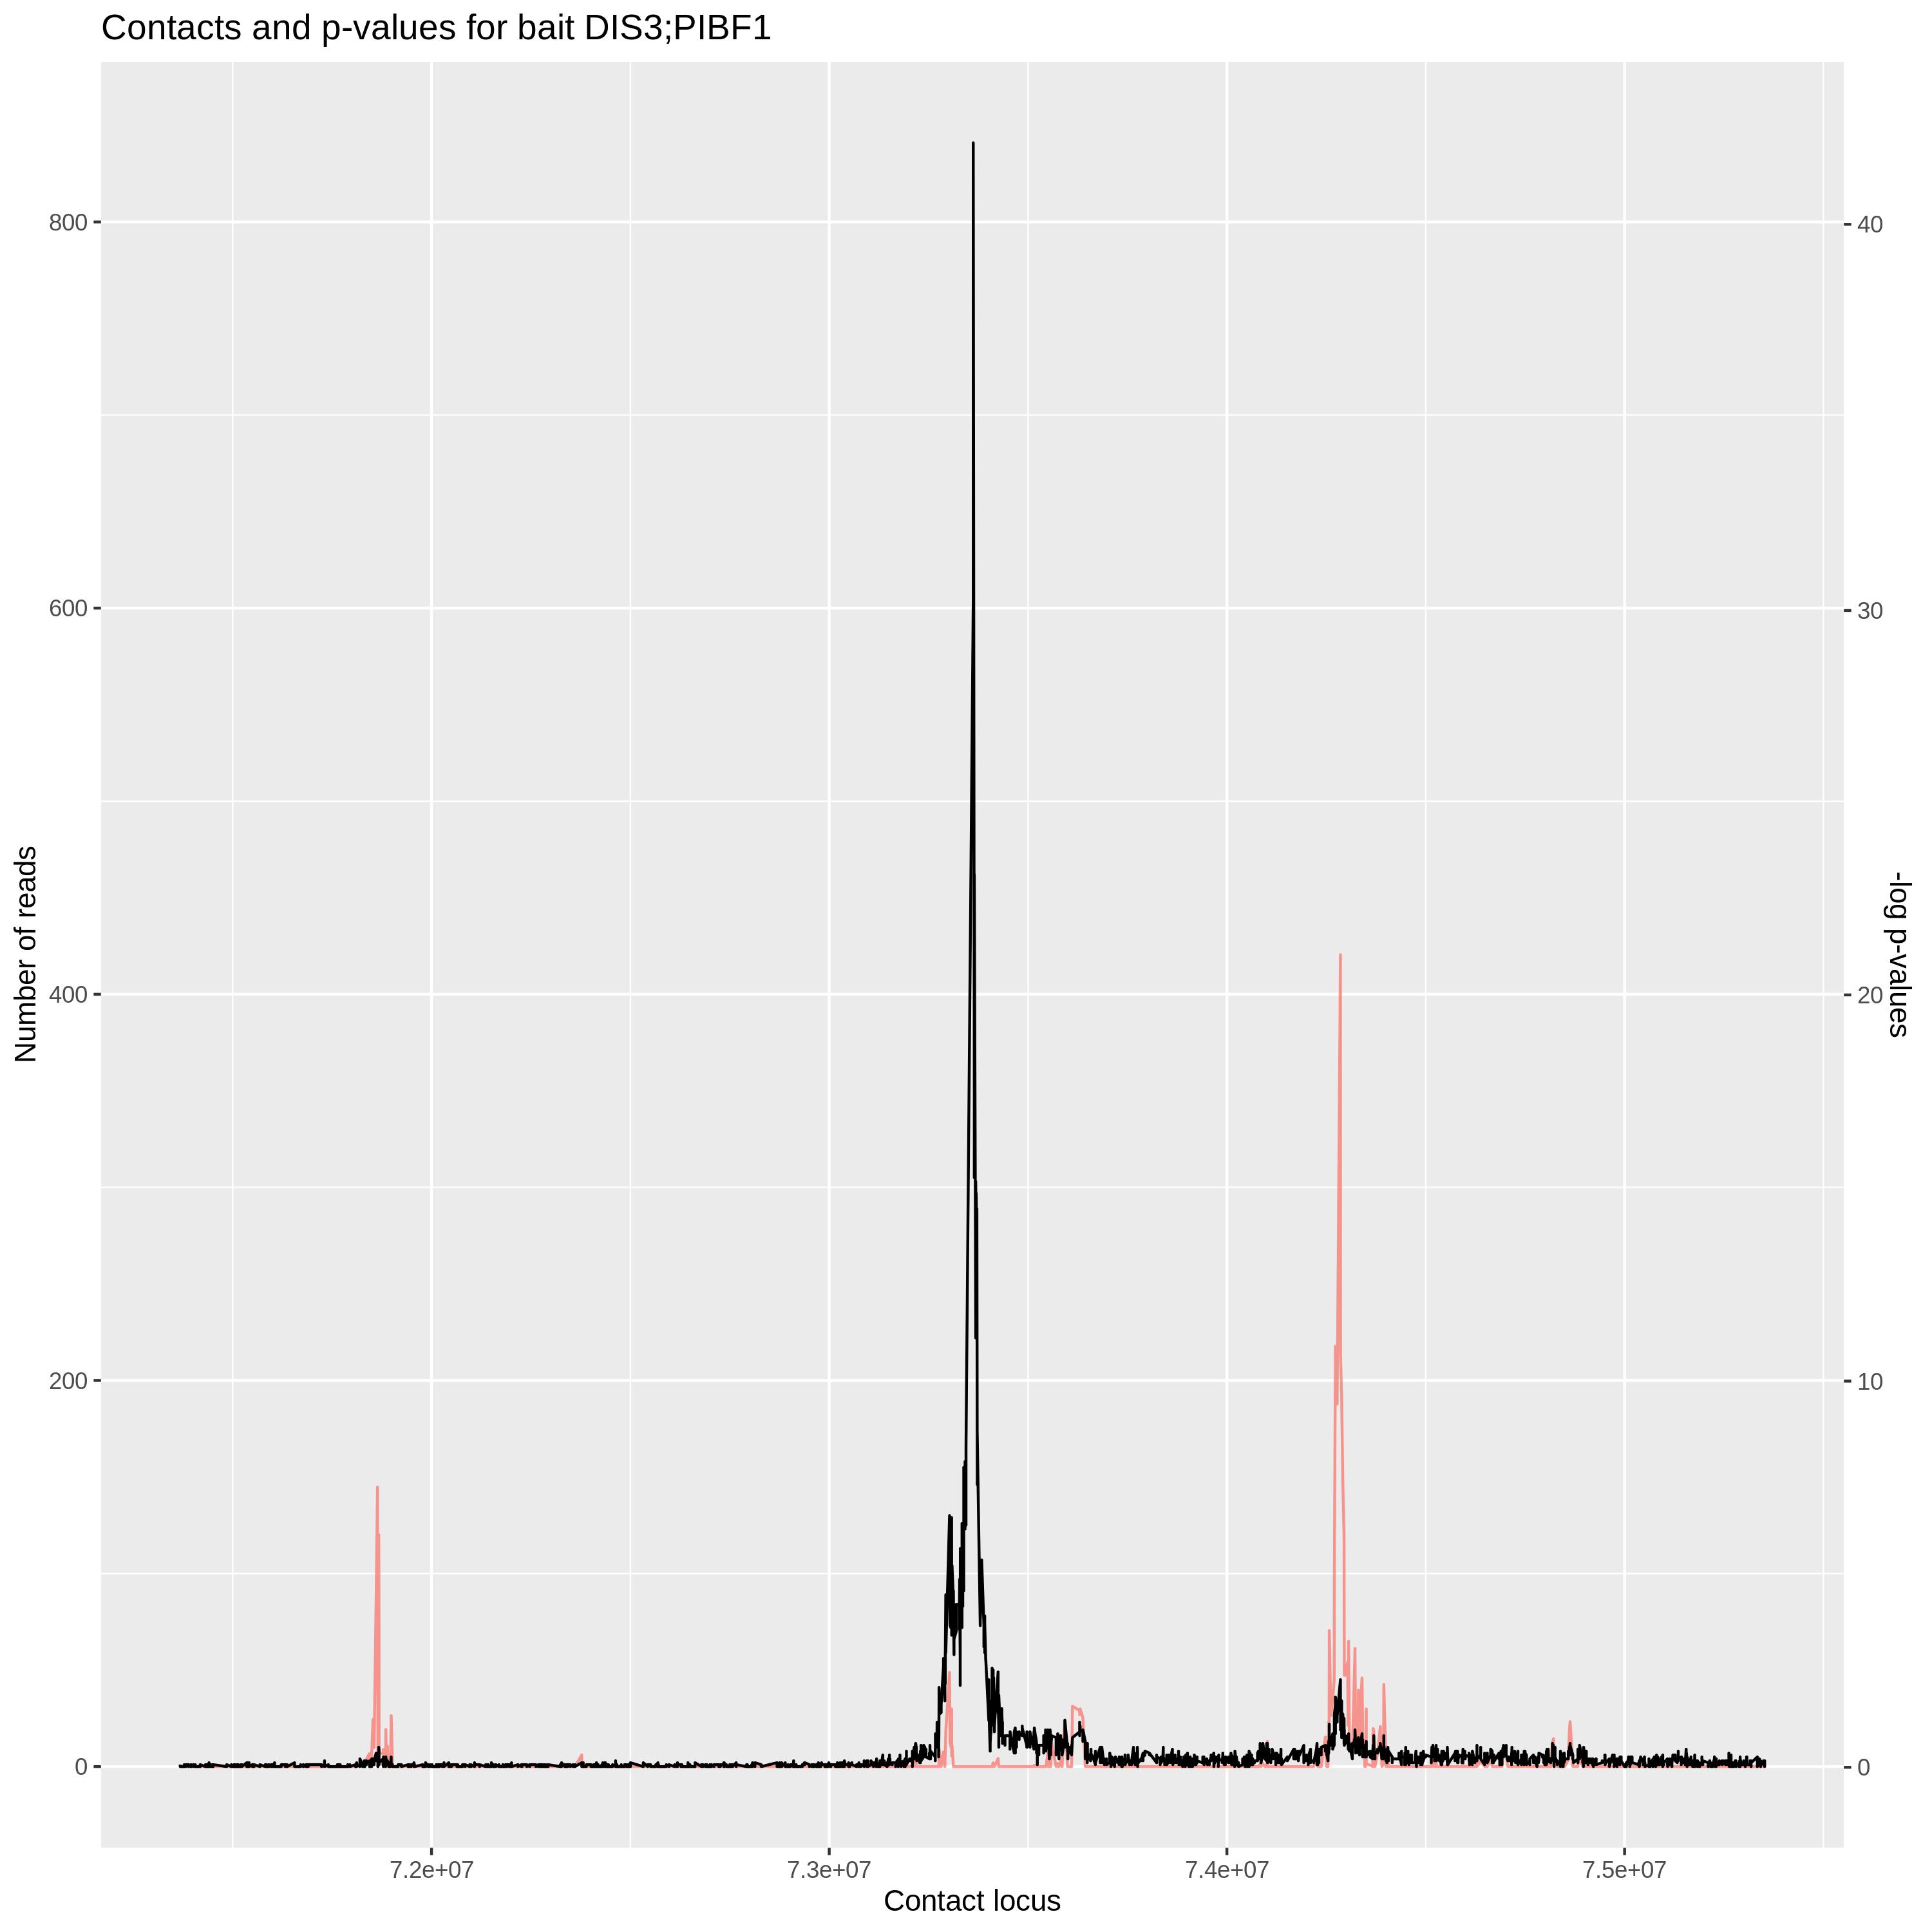 Contacts and p-values for bait DIS3;PIBF1
800
600
400
200
0
Number of reads
40
30
20
10
0
-log p-values
7.2e+07
7.3e+07
7.4e+07
7.5e+07
Contact locus